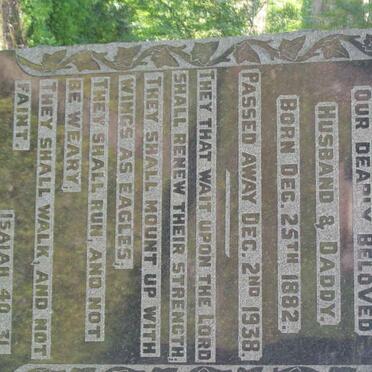 OUR DEARLY BELOVED
HUSBAND & DADDY.
BORN DEC. 25TH 1882.
PASSED AWAY DEC. 2ND 1938.
THEY THAT WAIT UPON THE LORD
SHALL RENEW THEIR STRENGTH;
THEY SHALL MOUNT UP WITH
WINGS AS EAGLES,
THEY SHALL RUN, AND NOT
BE WEARY;
THEY SHALL WALK, AND NOT
FAINT.
ISAIAH 40. 31